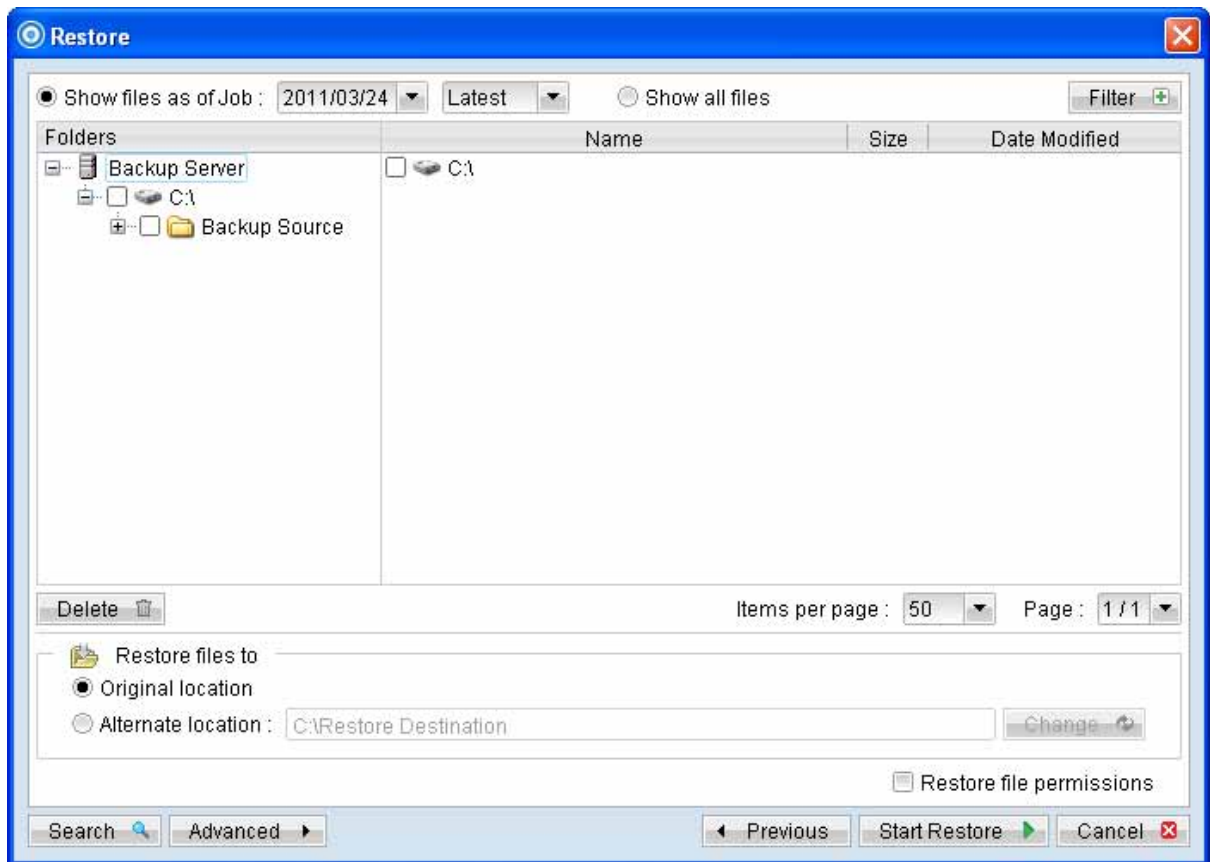 Restore
Show files as of Job : 2011/03/24 Latest Show all files Filter
Folders Name Size Date Modified
Backup Server C:\
C:\
Backup Source
Delete Items per page : 50 Page : 1 / 1
Restore files to
Original location
Alternate location : C:\Restore Destination Change
Restore file permissions
Search Advanced Previous Start Restore Cancel